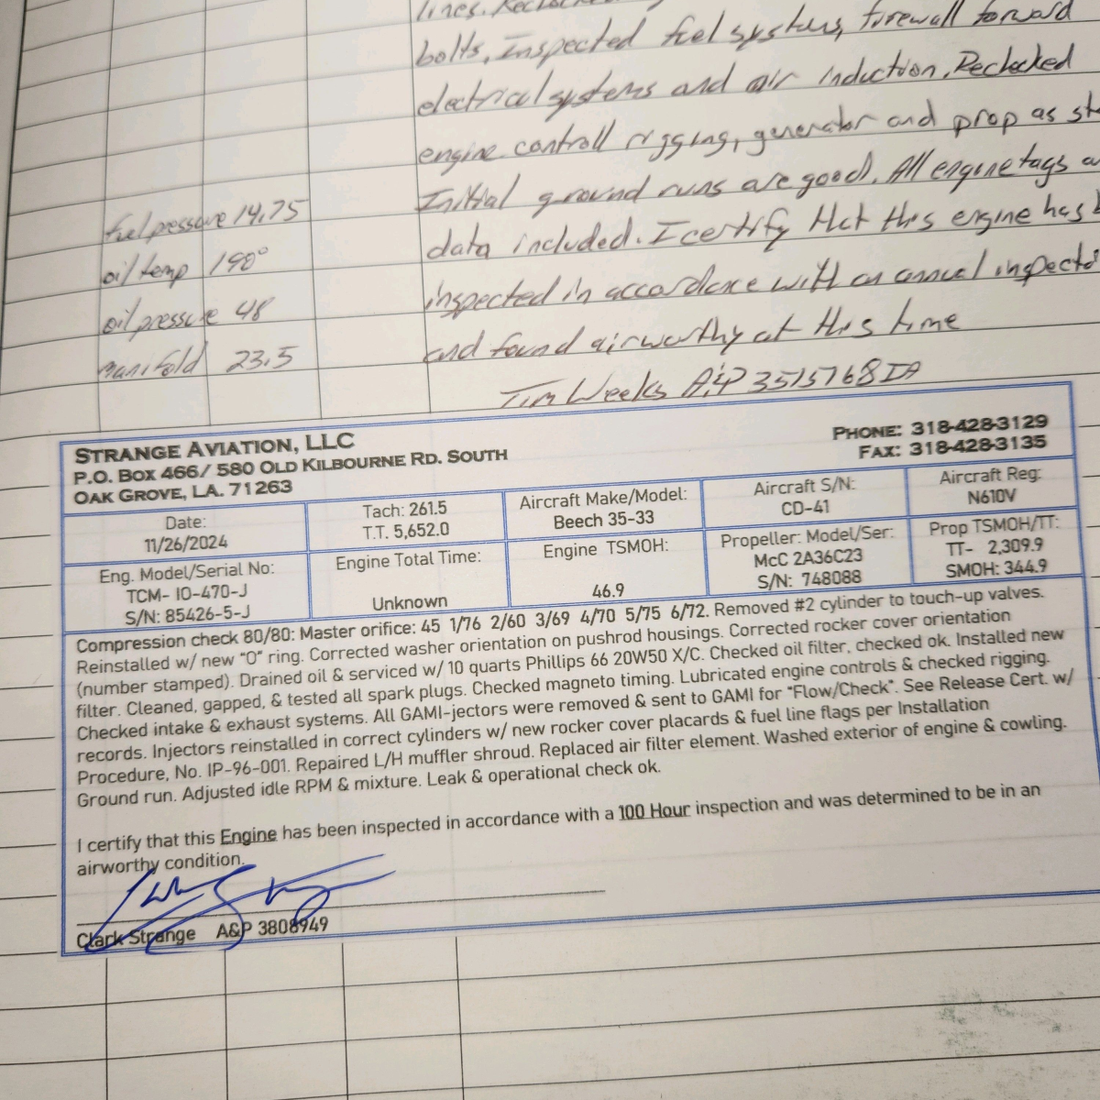 lines.
bolts, Inspected fuel systems, firewall forward
electrical systems and air induction. Rechecked
engine controll rigging, generator and prop as
Initial ground runs are good. All engine tags
data included. I certify that this engine has
inspected in accordance with an annual
and found airworthy at this time
Tim Weeks A&P 3515768 IA
fuel pressure 14.75
oil temp 190°
oil pressure 48
manifold 23.5
STRANGE AVIATION, LLC
P.O. BOX 466/ 580 OLD KILBOURNE RD. SOUTH
OAK GROVE, LA. 71263
PHONE: 318-428-3129
FAX: 318-428-3135
Date:
11/26/2024
Tach: 261.5
T.T. 5,652.0
Aircraft Make/Model:
Beech 35-33
Aircraft S/N:
CD-41
Aircraft Reg:
N610V
Eng. Model/Serial No:
TCM- IO-470-J
S/N: 85426-5-J
Engine Total Time:
Unknown
Engine TSMOH:
46.9
Propeller: Model/Ser:
McC 2A36C23
S/N: 748088
Prop TSMOH/TT:
TT- 2,309.9
SMOH: 344.9
Compression check 80/80: Master orifice: 45 1/76 2/60 3/69 4/70 5/75 6/72. Removed #2 cylinder to touch-up valves.
Reinstalled w/ new "O" ring. Corrected washer orientation on pushrod housings. Corrected rocker cover orientation
(number stamped). Drained oil & serviced w/ 10 quarts Phillips 66 20W50 X/C. Checked oil filter, checked ok. Installed new
filter. Cleaned, gapped, & tested all spark plugs. Checked magneto timing. Lubricated engine controls & checked rigging.
Checked intake & exhaust systems. All GAMI-jectors were removed & sent to GAMI for "Flow/Check". See Release Cert. w/
records. Injectors reinstalled in correct cylinders w/ new rocker cover placards & fuel line flags per Installation
Procedure, No. IP-96-001. Repaired L/H muffler shroud. Replaced air filter element. Washed exterior of engine & cowling.
Ground run. Adjusted idle RPM & mixture. Leak & operational check ok.
I certify that this Engine has been inspected in accordance with a 100 Hour inspection and was determined to be in an
airworthy condition.
Clark Strange A&P 3808949